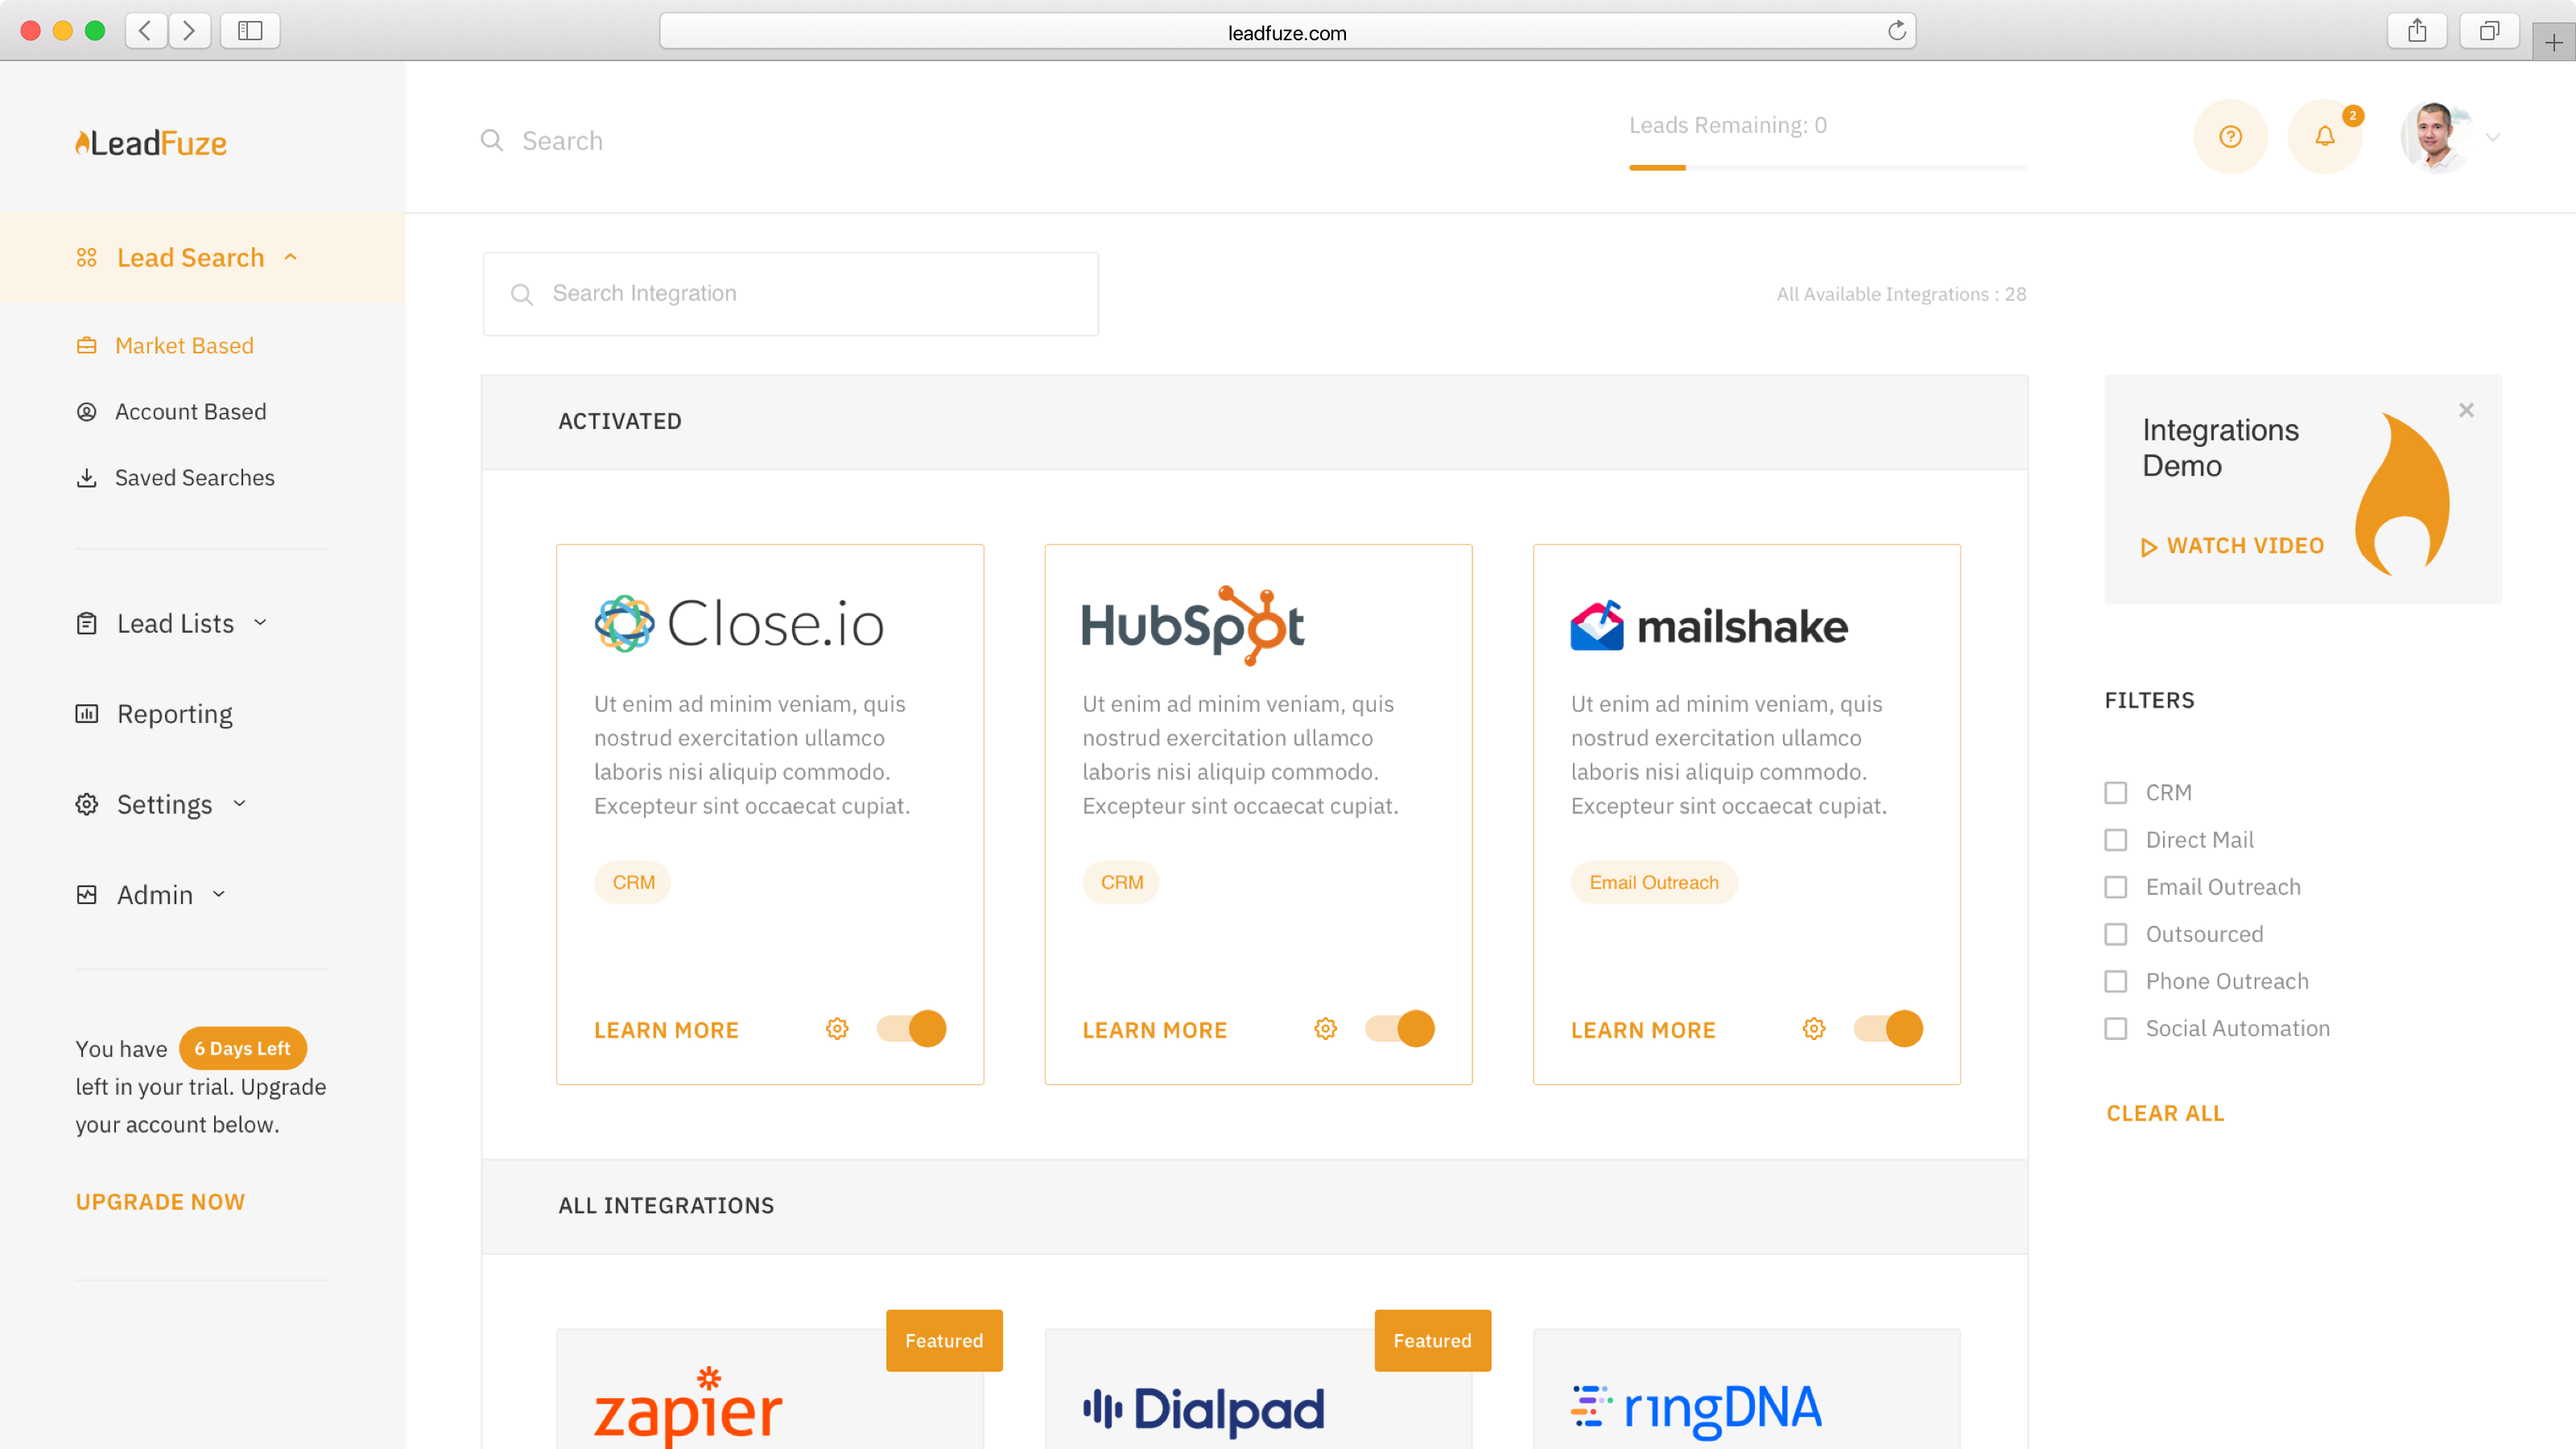 leadfuze.com
LeadFuze
Search
Leads Remaining: 0
2
Lead Search
Market Based
Account Based
Saved Searches
Lead Lists
Reporting
Settings
Admin
You have 6 Days Left
left in your trial. Upgrade
your account below.
UPGRADE NOW
Search Integration
All Available Integrations : 28
ACTIVATED
Close.io
Ut enim ad minim veniam, quis
nostrud exercitation ullamco
laboris nisi aliquip commodo.
Excepteur sint occaecat cupiat.
CRM
LEARN MORE
HubSpot
Ut enim ad minim veniam, quis
nostrud exercitation ullamco
laboris nisi aliquip commodo.
Excepteur sint occaecat cupiat.
CRM
LEARN MORE
mailshake
Ut enim ad minim veniam, quis
nostrud exercitation ullamco
laboris nisi aliquip commodo.
Excepteur sint occaecat cupiat.
Email Outreach
LEARN MORE
ALL INTEGRATIONS
Featured
zapier
Featured
Dialpad
ringDNA
Integrations
Demo
WATCH VIDEO
FILTERS
CRM
Direct Mail
Email Outreach
Outsourced
Phone Outreach
Social Automation
CLEAR ALL